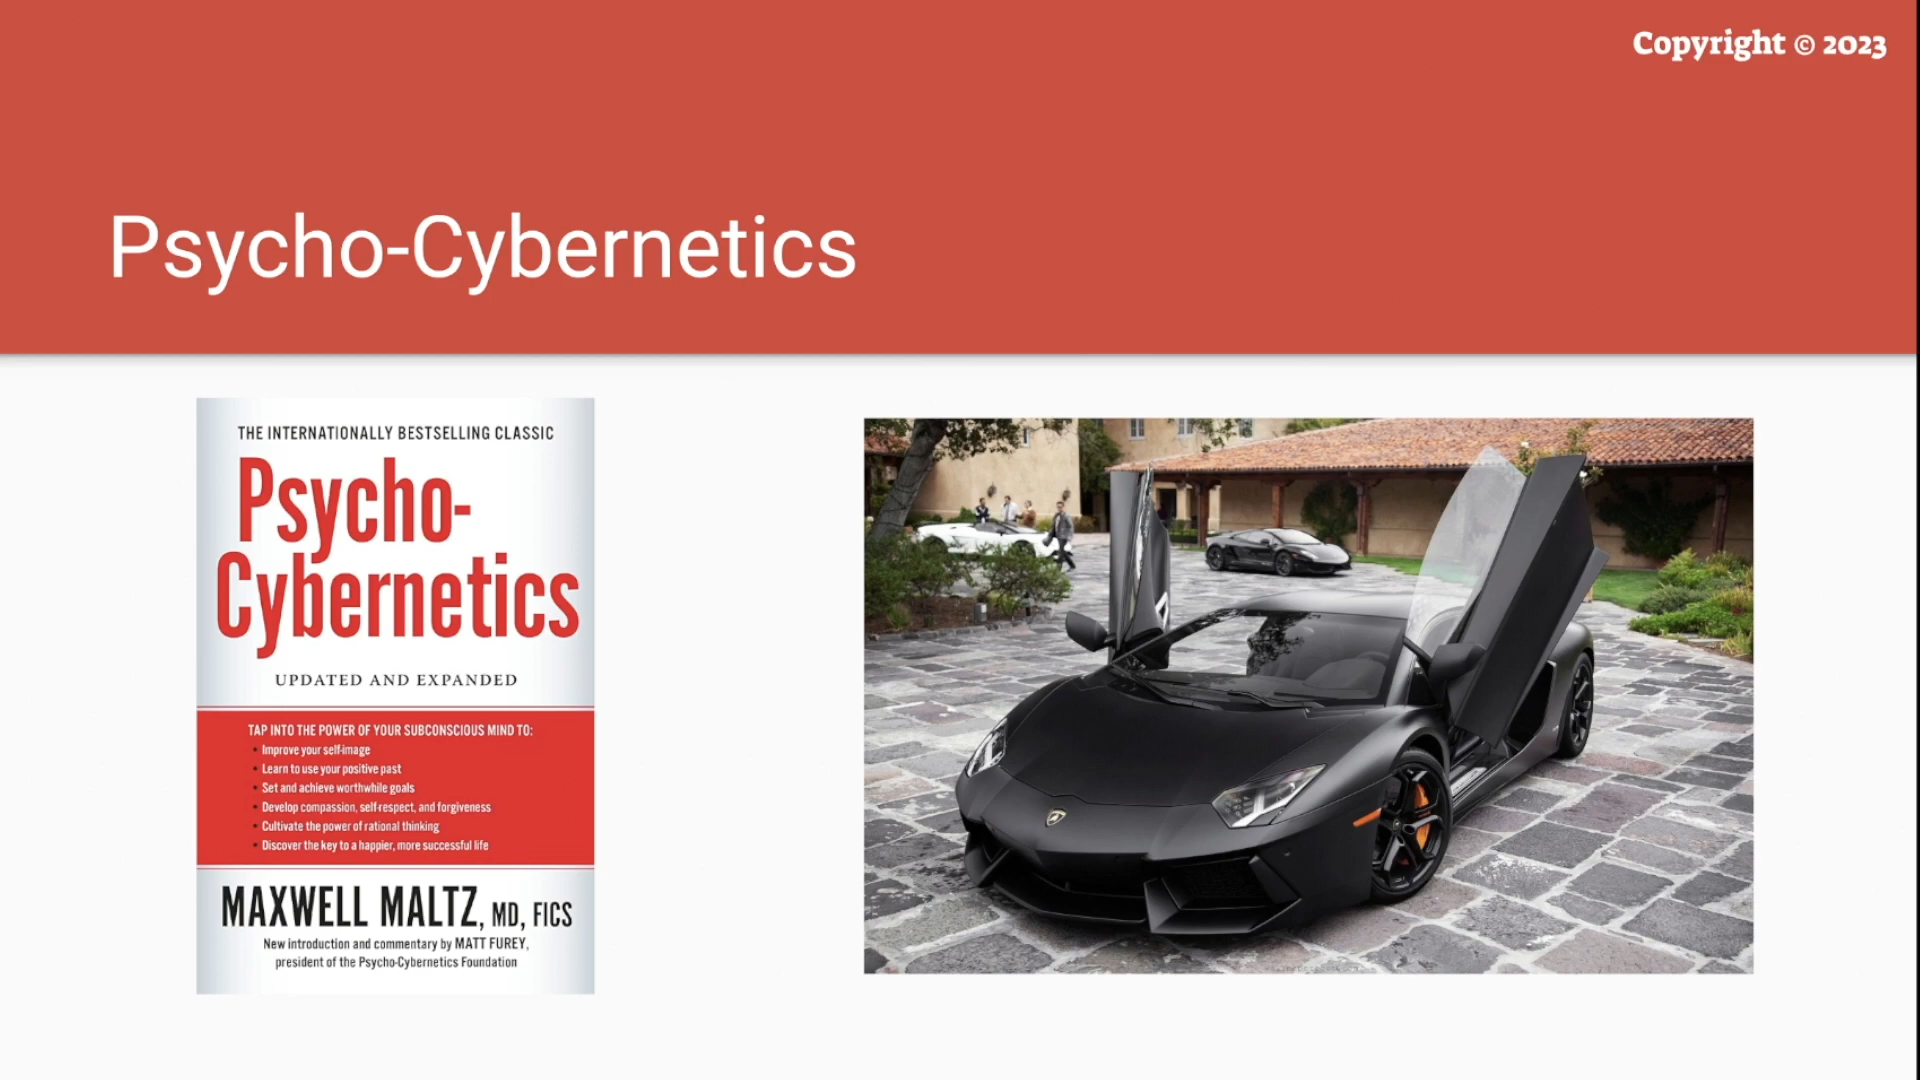 Copyright © 2023
Psycho-Cybernetics
THE INTERNATIONALLY BESTSELLING CLASSIC
Psycho-
Cybernetics
UPDATED AND EXPANDED
TAP INTO THE POWER OF YOUR SUBCONSCIOUS MIND TO:
• Improve your self-image
• Learn to use your positive past
• Set and achieve worthwhile goals
• Develop compassion, self-respect, and forgiveness
• Cultivate the power of rational thinking
• Discover the key to a happier, more successful life
MAXWELL MALTZ, MD, FICS
New introduction and commentary by MATT FUREY,
president of the Psycho-Cybernetics Foundation